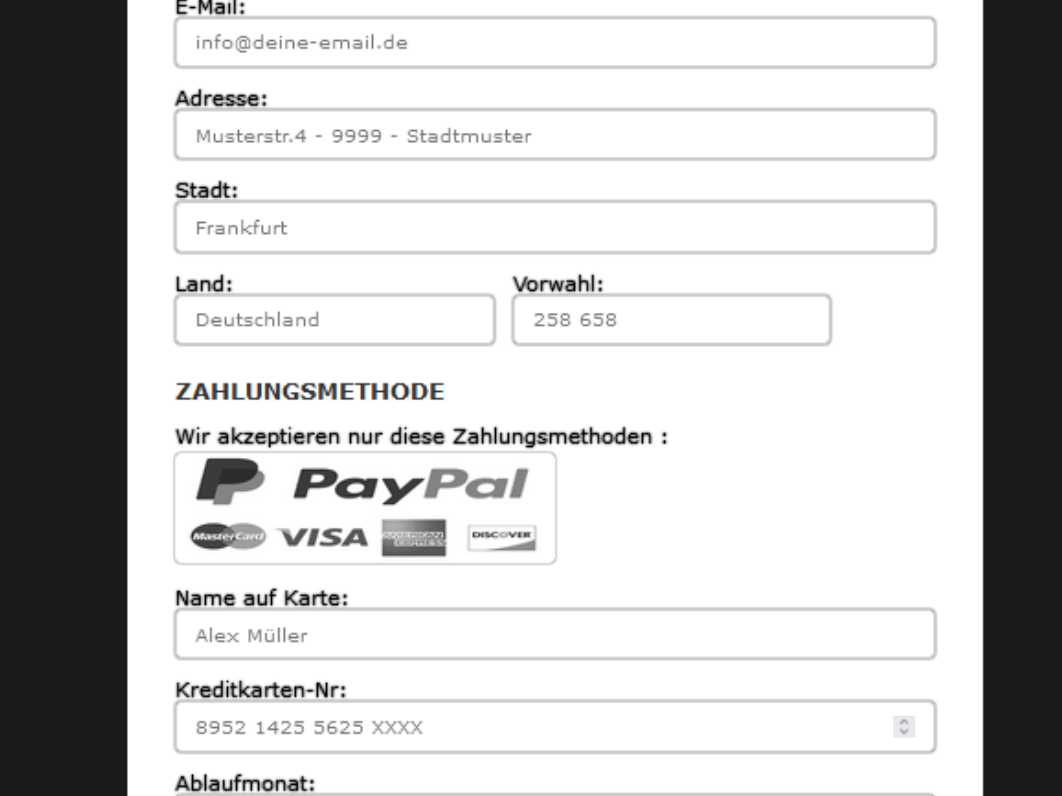 E-Mail:
info@deine-email.de
Adresse:
Musterstr.4 - 9999 - Stadtmuster
Stadt:
Frankfurt
Land: Vorwahl:
Deutschland 258 658
ZAHLUNGSMETHODE
Wir akzeptieren nur diese Zahlungsmethoden :
PayPal
MasterCard VISA AMERICAN EXPRESS DISCOVER
Name auf Karte:
Alex Müller
Kreditkarten-Nr:
8952 1425 5625 XXXX
Ablaufmonat: